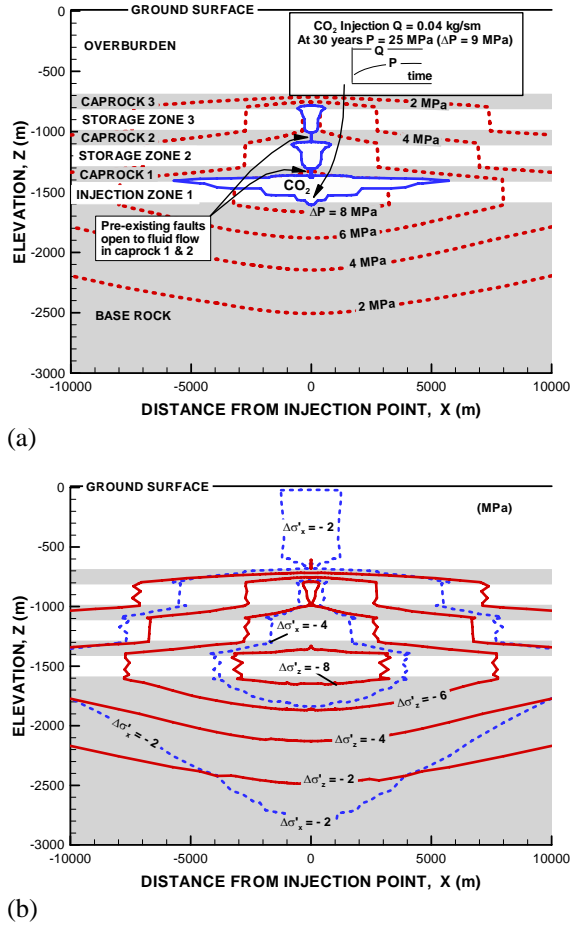 GROUND SURFACE
CO2 Injection Q = 0.04 kg/sm
At 30 years P = 25 MPa (ΔP = 9 MPa)
Q
P
time
OVERBURDEN
CAPROCK 3
2 MPa
STORAGE ZONE 3
CAPROCK 2
4 MPa
STORAGE ZONE 2
CAPROCK 1
CO2
INJECTION ZONE 1
ΔP = 8 MPa
Pre-existing faults
open to fluid flow
in caprock 1 & 2
6 MPa
4 MPa
2 MPa
BASE ROCK
ELEVATION, Z (m)
0
-500
-1000
-1500
-2000
-2500
-3000
-10000 -5000 0 5000 10000
DISTANCE FROM INJECTION POINT, X (m)
(a)
GROUND SURFACE
(MPa)
Δσ'x = - 2
Δσ'x = - 4
Δσ'z = - 8
Δσ'z = - 6
Δσ'x = - 2
Δσ'z = - 4
Δσ'z = - 2
Δσ'x = - 2
ELEVATION, Z (m)
0
-500
-1000
-1500
-2000
-2500
-3000
-10000 -5000 0 5000 10000
DISTANCE FROM INJECTION POINT, X (m)
(b)